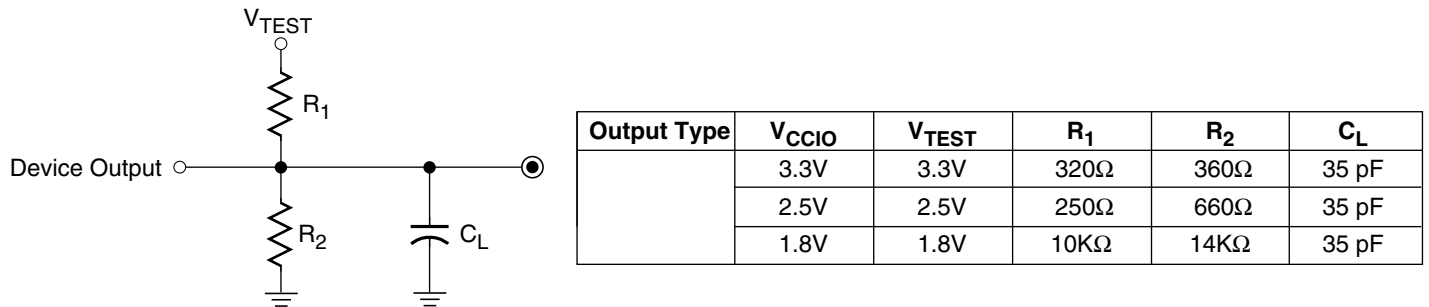 V_TEST
R_1
Device Output
R_2
C_L
Output Type V_CCIO V_TEST R_1 R_2 C_L
3.3V 3.3V 320Ω 360Ω 35 pF
2.5V 2.5V 250Ω 660Ω 35 pF
1.8V 1.8V 10KΩ 14KΩ 35 pF